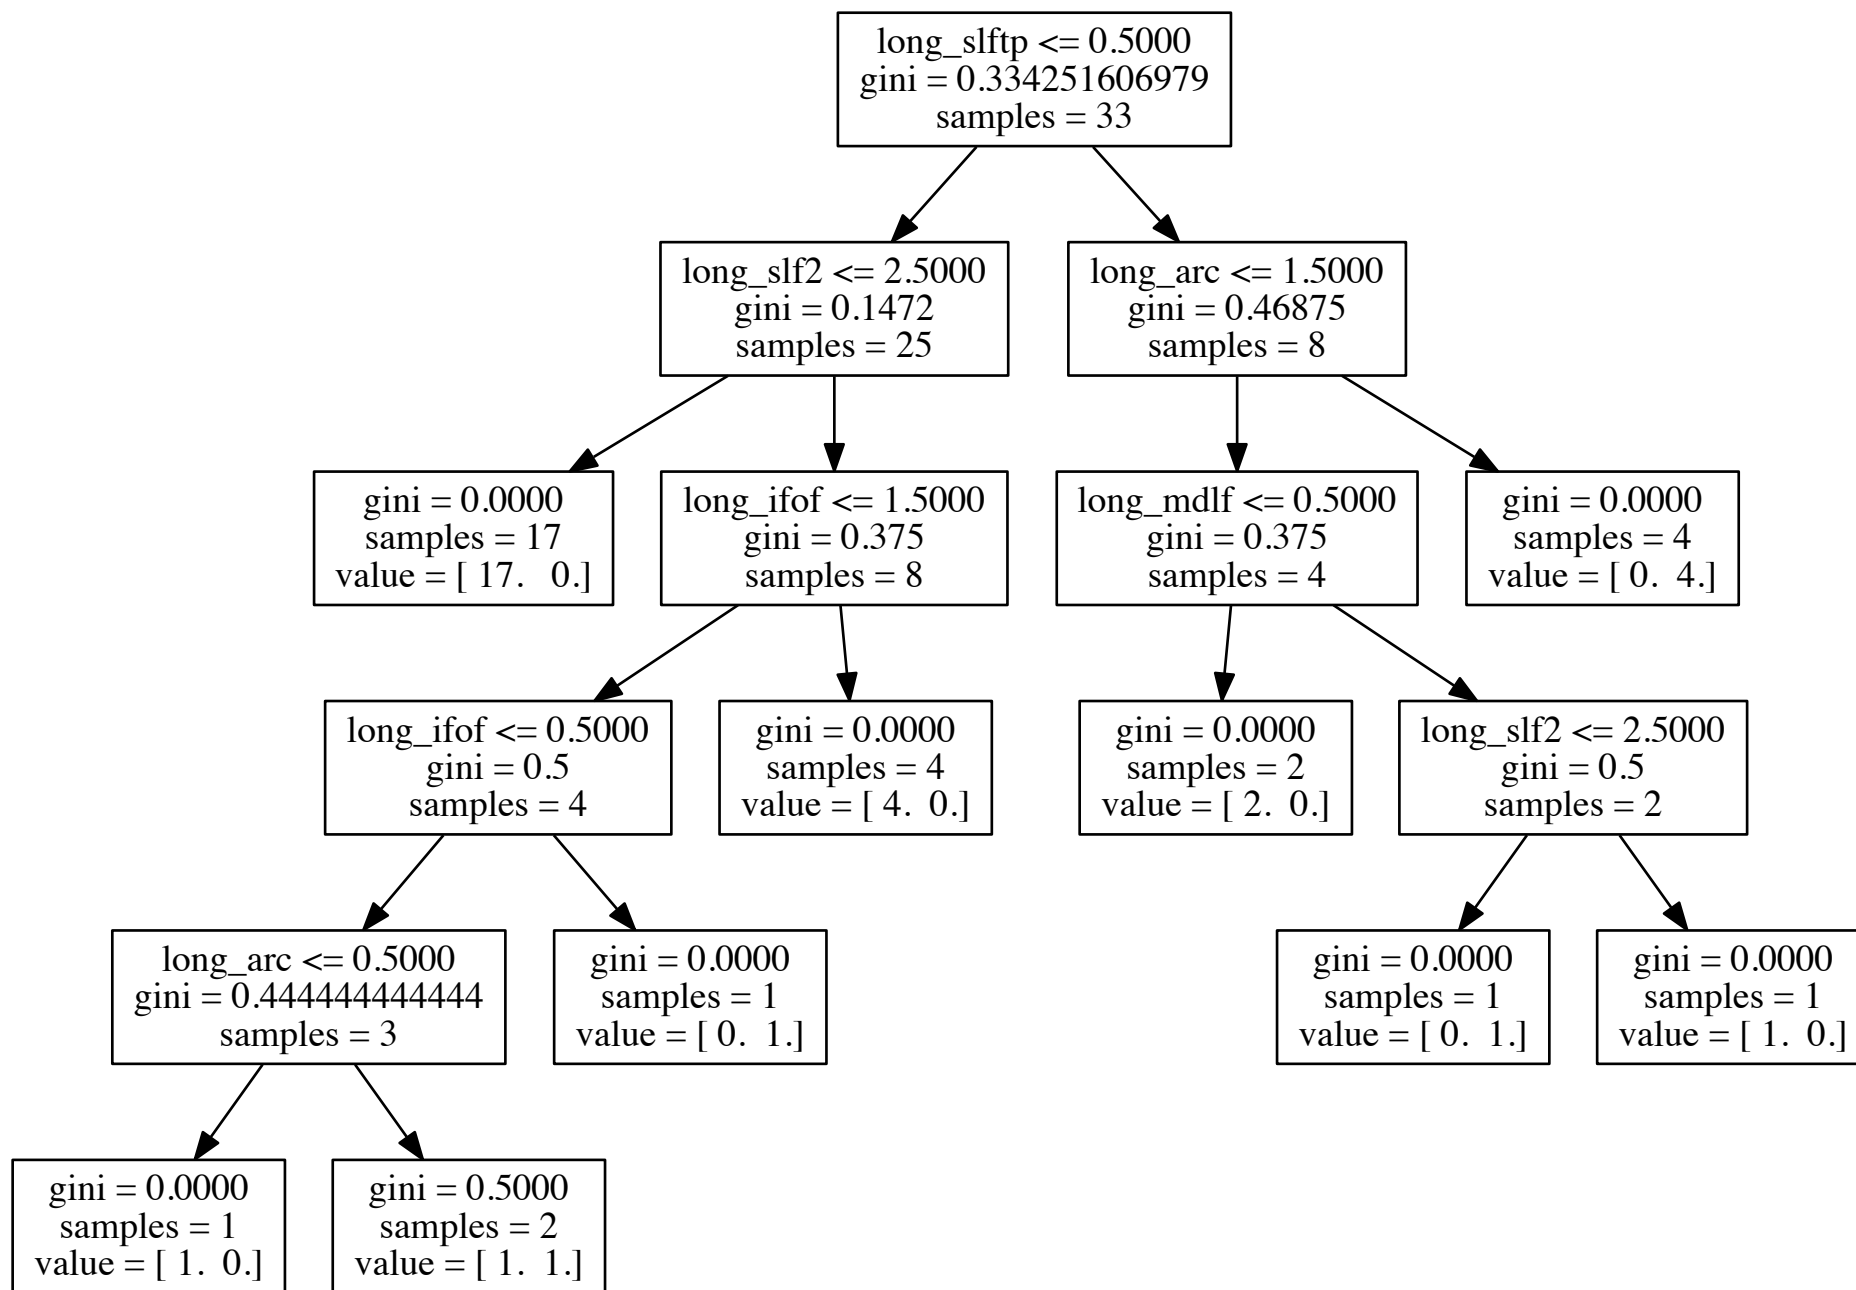 long_slftp <= 0.5000
gini = 0.334251606979
samples = 33
long_slf2 <= 2.5000
gini = 0.1472
samples = 25
long_arc <= 1.5000
gini = 0.46875
samples = 8
gini = 0.0000
samples = 17
value = [ 17.   0.]
long_ifof <= 1.5000
gini = 0.375
samples = 8
long_mdlf <= 0.5000
gini = 0.375
samples = 4
gini = 0.0000
samples = 4
value = [ 0.  4.]
long_ifof <= 0.5000
gini = 0.5
samples = 4
gini = 0.0000
samples = 4
value = [ 4.  0.]
gini = 0.0000
samples = 2
value = [ 2.  0.]
long_slf2 <= 2.5000
gini = 0.5
samples = 2
long_arc <= 0.5000
gini = 0.444444444444
samples = 3
gini = 0.0000
samples = 1
value = [ 0.  1.]
gini = 0.0000
samples = 1
value = [ 0.  1.]
gini = 0.0000
samples = 1
value = [ 1.  0.]
gini = 0.0000
samples = 1
value = [ 1.  0.]
gini = 0.5000
samples = 2
value = [ 1.  1.]